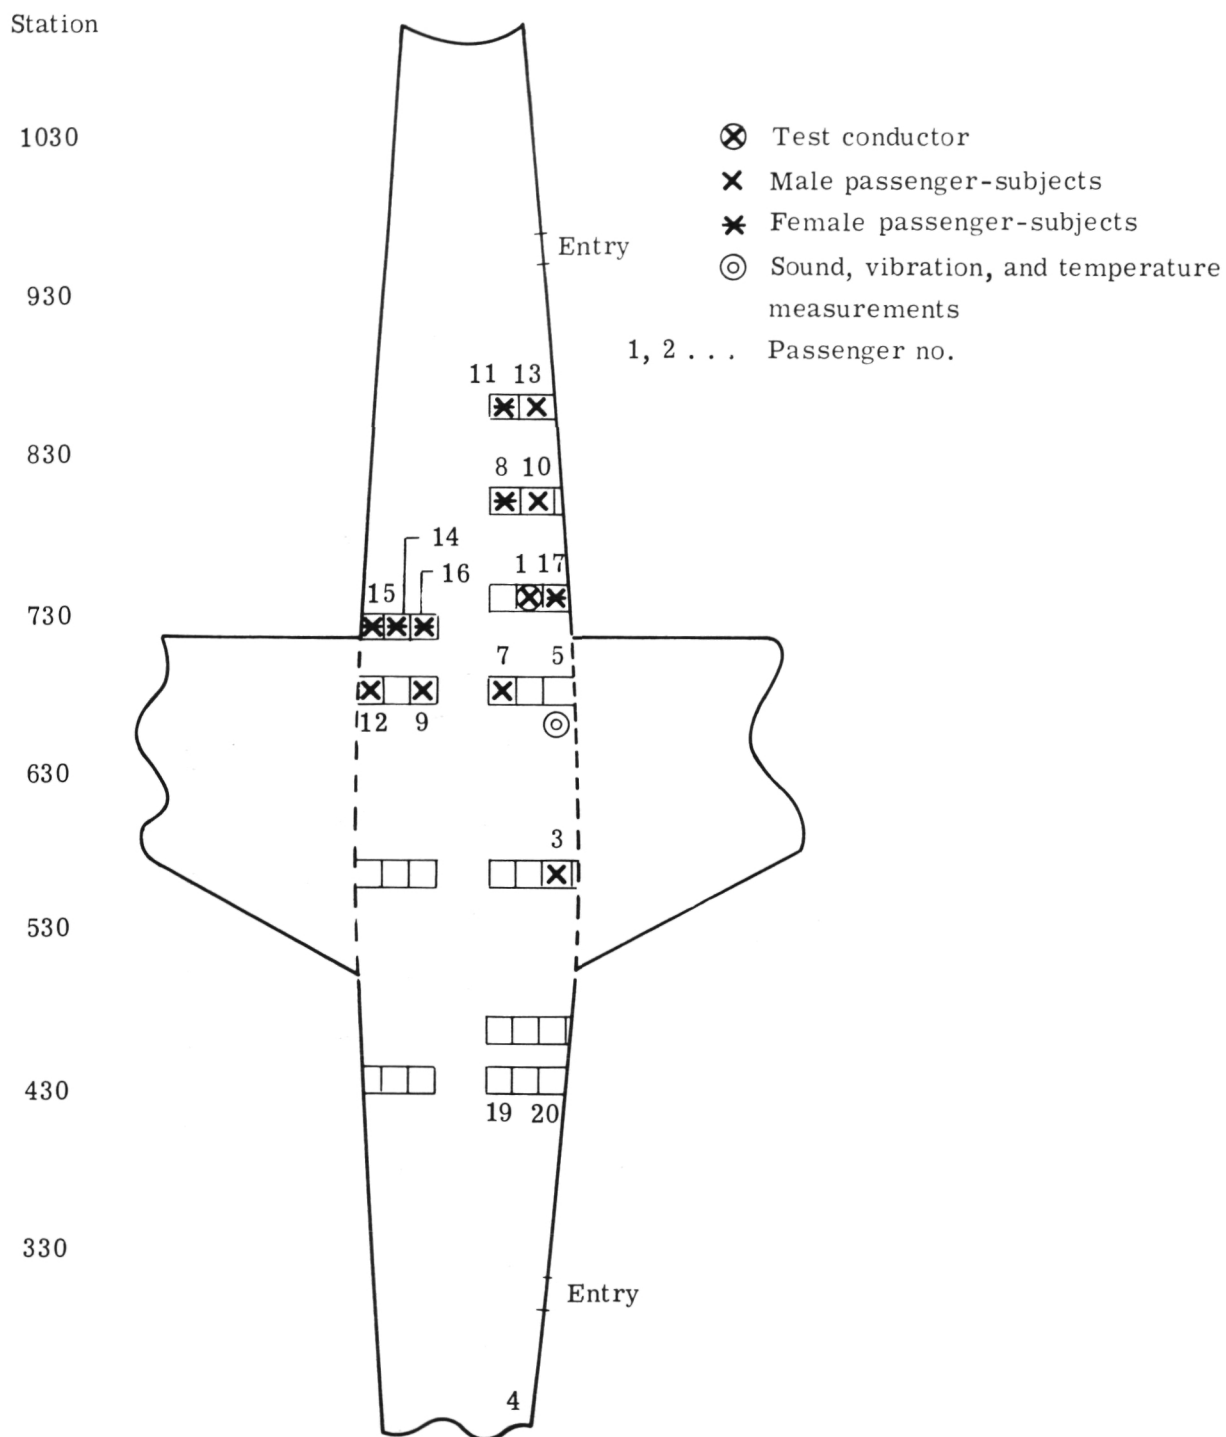 Station
1030
Test conductor
Male passenger-subjects
Female passenger-subjects
Entry
Sound, vibration, and temperature
measurements
930
1, 2 . . . Passenger no.
11 13
830
8 10
14
1 17
16
15
730
7 5
12 9
630
3
530
430
19 20
330
Entry
4